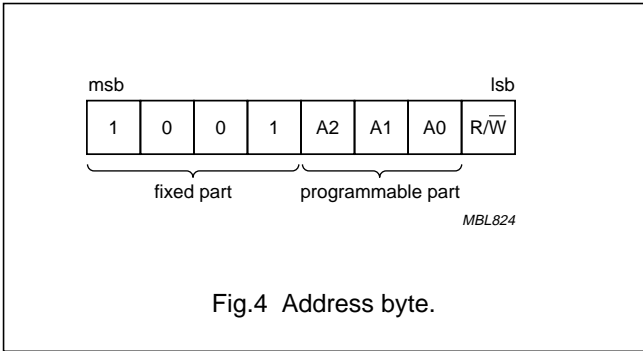 msb lsb
1 0 0 1 A2 A1 A0 R/W̅
fixed part programmable part
MBL824
Fig.4 Address byte.